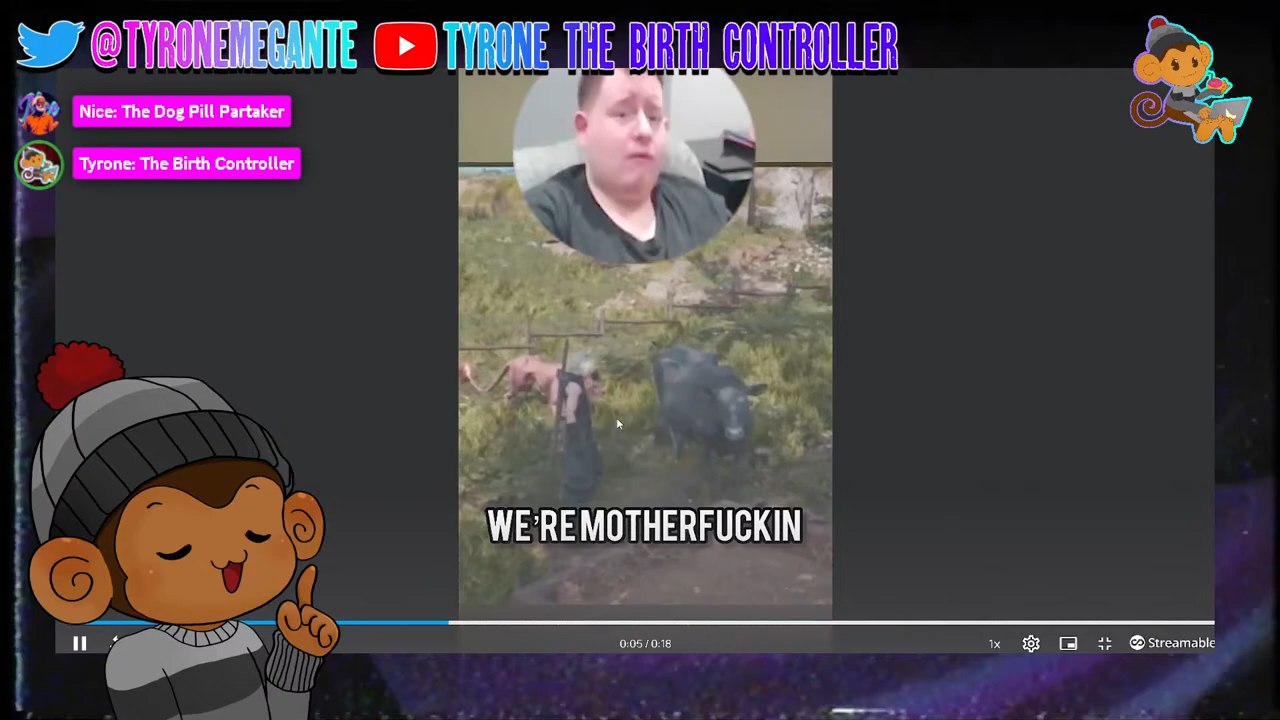 @TYRONEMEGANTE
TYRONE THE BIRTH CONTROLLER
Nice: The Dog Pill Partaker
Tyrone: The Birth Controller
WE'RE MOTHERFUCKIN
0:05 / 0:18
1x
Streamable